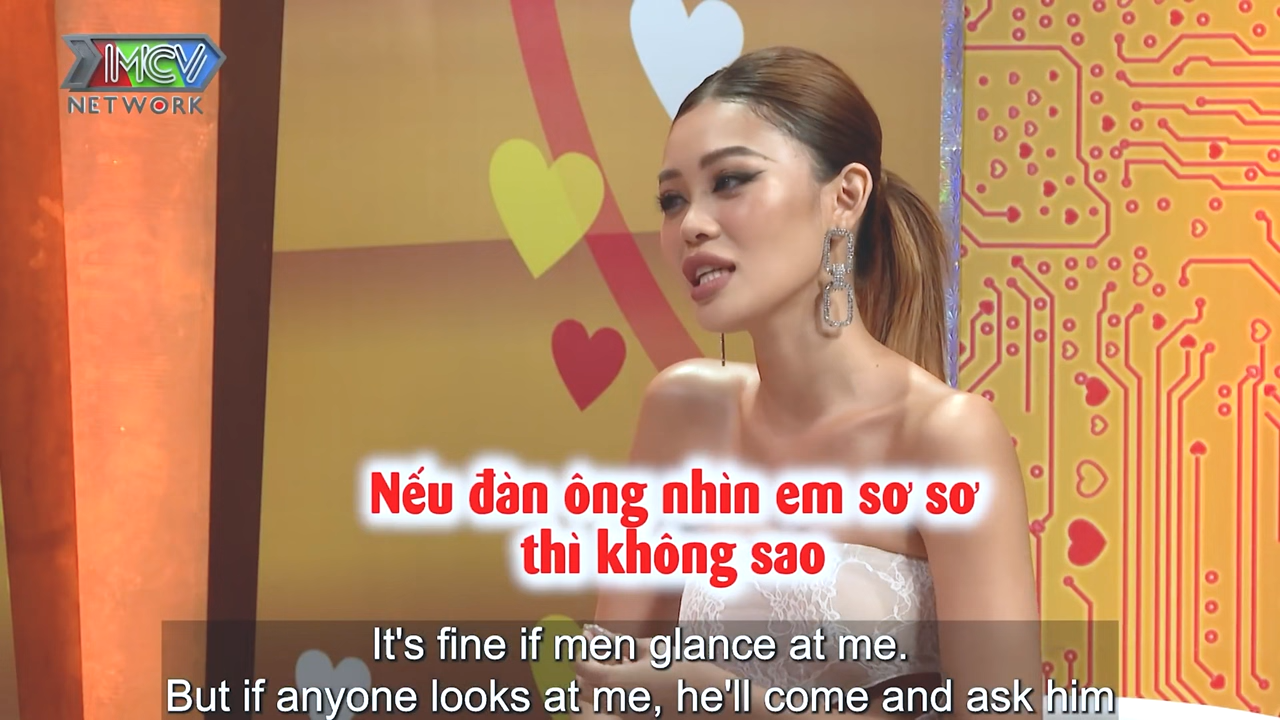 MCV
NETWORK
Nếu đàn ông nhìn em sơ sơ
thì không sao
It's fine if men glance at me.
But if anyone looks at me, he'll come and ask him